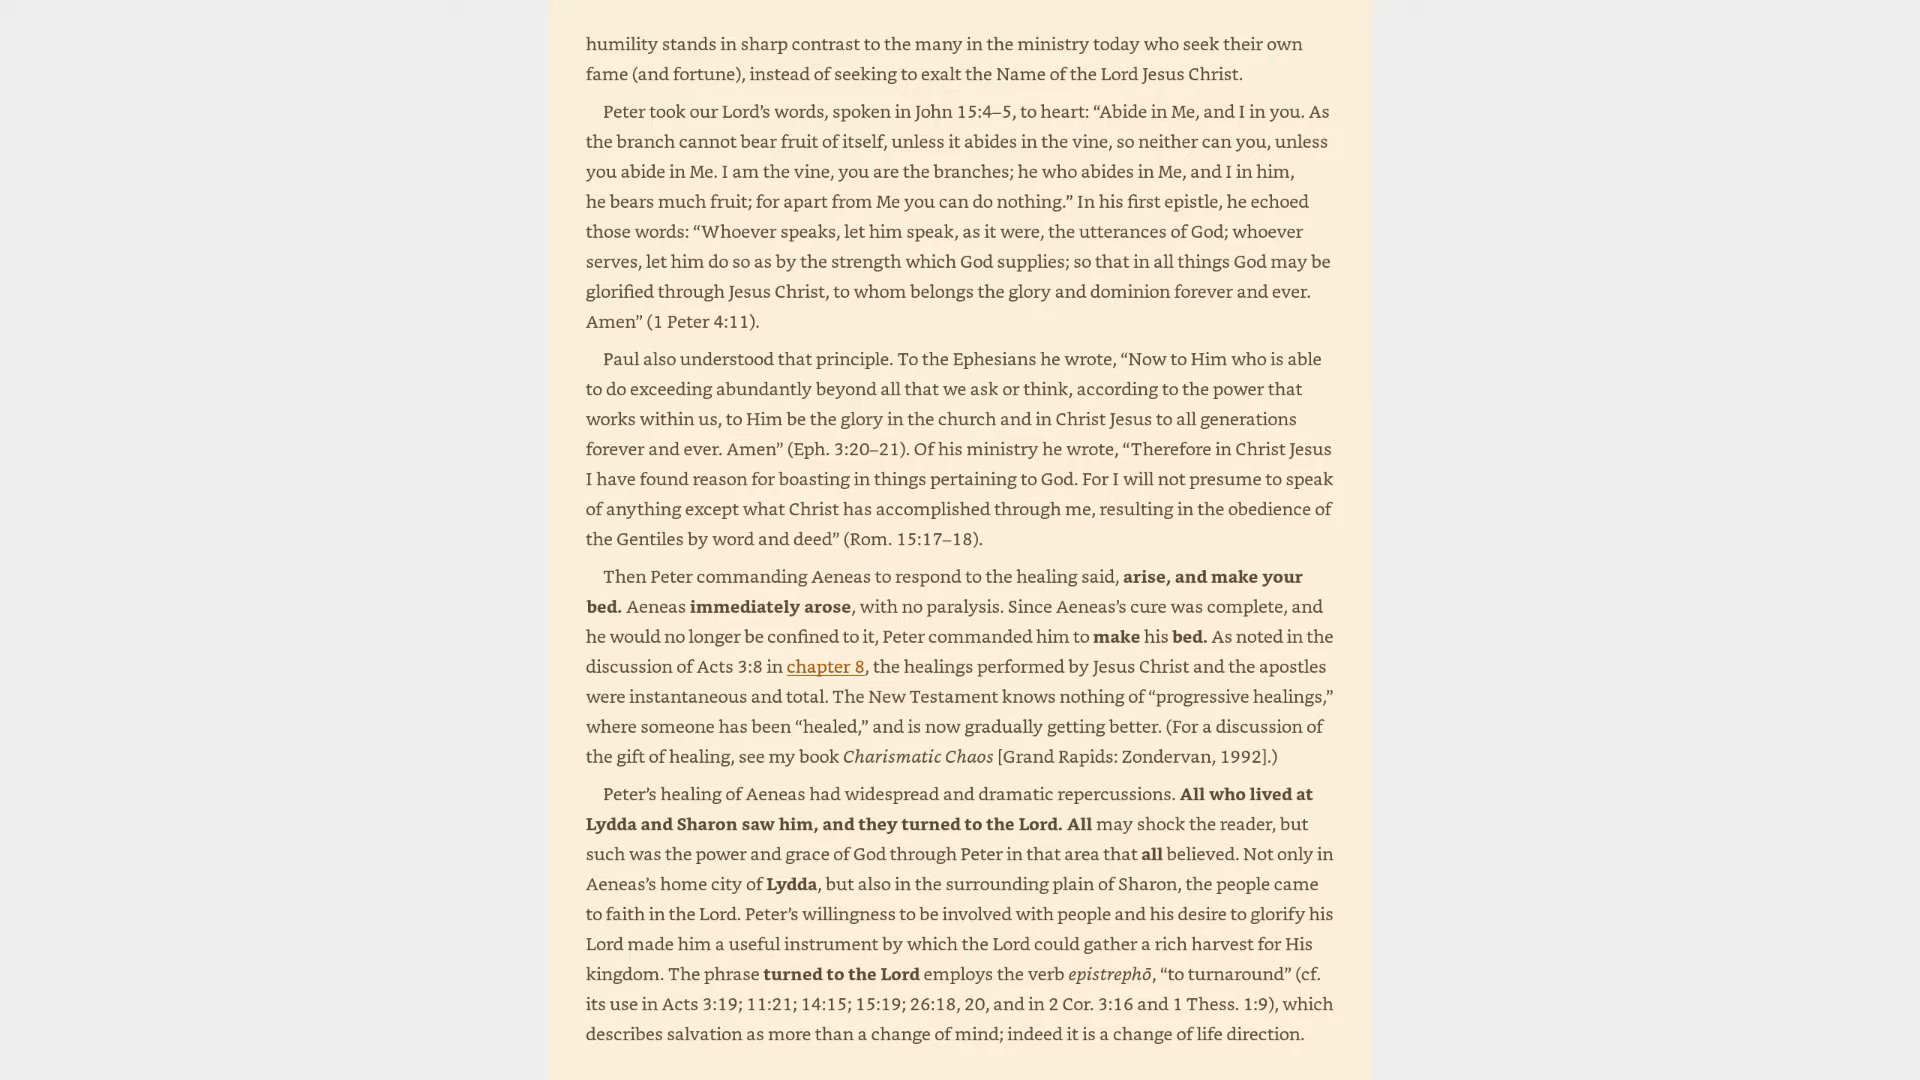 humility stands in sharp contrast to the many in the ministry today who seek their own
fame (and fortune), instead of seeking to exalt the Name of the Lord Jesus Christ.
Peter took our Lord’s words, spoken in John 15:4–5, to heart: “Abide in Me, and I in you. As
the branch cannot bear fruit of itself, unless it abides in the vine, so neither can you, unless
you abide in Me. I am the vine, you are the branches; he who abides in Me, and I in him,
he bears much fruit; for apart from Me you can do nothing.” In his first epistle, he echoed
those words: “Whoever speaks, let him speak, as it were, the utterances of God; whoever
serves, let him do so as by the strength which God supplies; so that in all things God may be
glorified through Jesus Christ, to whom belongs the glory and dominion forever and ever.
Amen” (1 Peter 4:11).
Paul also understood that principle. To the Ephesians he wrote, “Now to Him who is able
to do exceeding abundantly beyond all that we ask or think, according to the power that
works within us, to Him be the glory in the church and in Christ Jesus to all generations
forever and ever. Amen” (Eph. 3:20–21). Of his ministry he wrote, “Therefore in Christ Jesus
I have found reason for boasting in things pertaining to God. For I will not presume to speak
of anything except what Christ has accomplished through me, resulting in the obedience of
the Gentiles by word and deed” (Rom. 15:17–18).
Then Peter commanding Aeneas to respond to the healing said, arise, and make your
bed. Aeneas immediately arose, with no paralysis. Since Aeneas’s cure was complete, and
he would no longer be confined to it, Peter commanded him to make his bed. As noted in the
discussion of Acts 3:8 in chapter 8, the healings performed by Jesus Christ and the apostles
were instantaneous and total. The New Testament knows nothing of “progressive healings,”
where someone has been “healed,” and is now gradually getting better. (For a discussion of
the gift of healing, see my book Charismatic Chaos [Grand Rapids: Zondervan, 1992].)
Peter’s healing of Aeneas had widespread and dramatic repercussions. All who lived at
Lydda and Sharon saw him, and they turned to the Lord. All may shock the reader, but
such was the power and grace of God through Peter in that area that all believed. Not only in
Aeneas’s home city of Lydda, but also in the surrounding plain of Sharon, the people came
to faith in the Lord. Peter’s willingness to be involved with people and his desire to glorify his
Lord made him a useful instrument by which the Lord could gather a rich harvest for His
kingdom. The phrase turned to the Lord employs the verb epistrephō, “to turnaround” (cf.
its use in Acts 3:19; 11:21; 14:15; 15:19; 26:18, 20, and in 2 Cor. 3:16 and 1 Thess. 1:9), which
describes salvation as more than a change of mind; indeed it is a change of life direction.